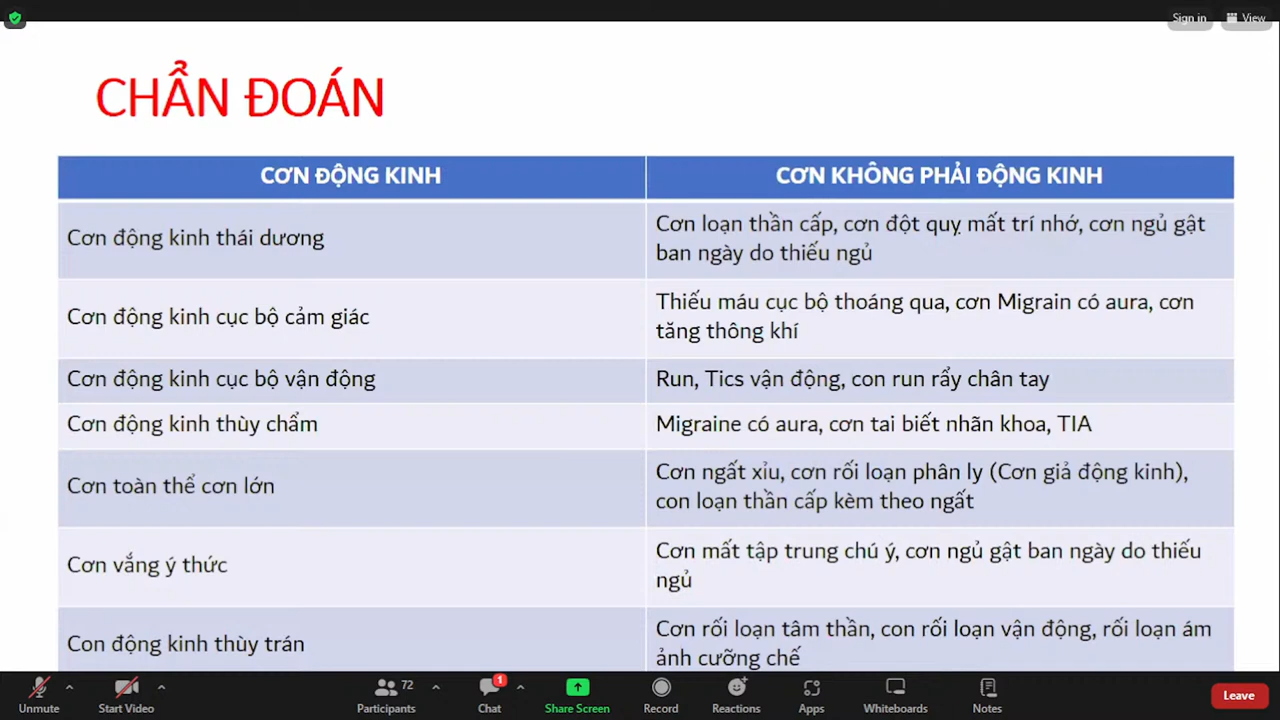 Sign in
View
CHẨN ĐOÁN
CƠN ĐỘNG KINH
CƠN KHÔNG PHẢI ĐỘNG KINH
Cơn động kinh thái dương
Cơn loạn thần cấp, cơn đột quỵ mất trí nhớ, cơn ngủ gật
ban ngày do thiếu ngủ
Cơn động kinh cục bộ cảm giác
Thiếu máu cục bộ thoáng qua, cơn Migrain có aura, cơn
tăng thông khí
Cơn động kinh cục bộ vận động
Run, Tics vận động, con run rẩy chân tay
Cơn động kinh thùy chẩm
Migraine có aura, cơn tai biết nhãn khoa, TIA
Cơn toàn thể cơn lớn
Cơn ngất xỉu, cơn rối loạn phân ly (Cơn giả động kinh),
con loạn thần cấp kèm theo ngất
Cơn vắng ý thức
Cơn mất tập trung chú ý, cơn ngủ gật ban ngày do thiếu
ngủ
Con động kinh thùy trán
Cơn rối loạn tâm thần, con rối loạn vận động, rối loạn ám
ảnh cưỡng chế
Unmute
Start Video
72
Participants
1
Chat
Share Screen
Record
Reactions
Apps
Whiteboards
Notes
Leave